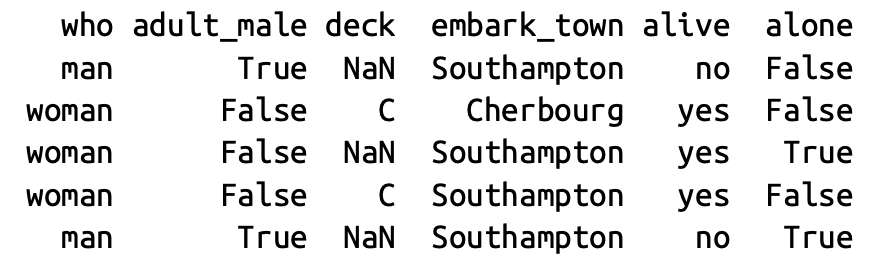 who adult_male deck embark_town alive alone
man True NaN Southampton no False
woman False C Cherbourg yes False
woman False NaN Southampton yes True
woman False C Southampton yes False
man True NaN Southampton no True